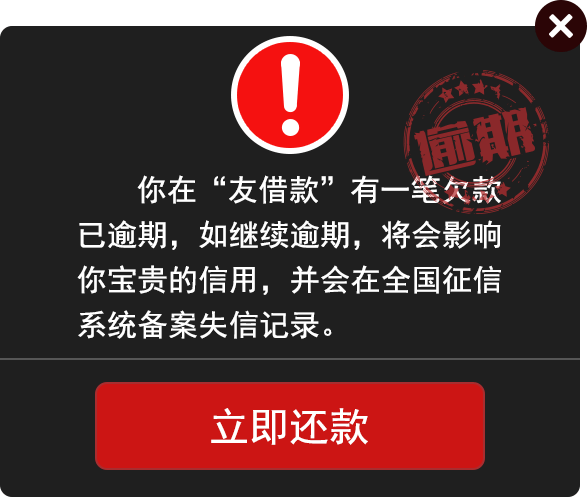 逾期
你在“友借款”有一笔欠款
已逾期，如继续逾期，将会影响
你宝贵的信用，并会在全国征信
系统备案失信记录。
立即还款